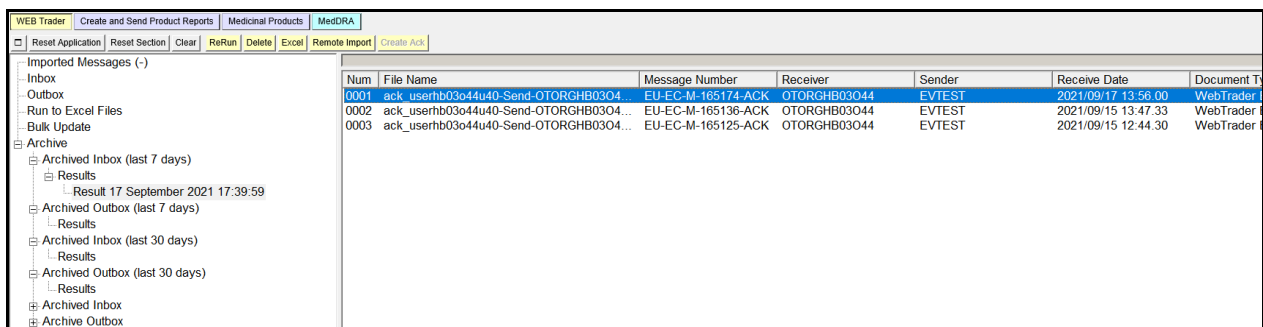 WEB Trader Create and Send Product Reports Medicinal Products MedDRA
Reset Application Reset Section Clear ReRun Delete Excel Remote Import Create Ack
Imported Messages (-)
Inbox
Outbox
Run to Excel Files
Bulk Update
Archive
Archived Inbox (last 7 days)
Results
Result 17 September 2021 17:39:59
Archived Outbox (last 7 days)
Results
Archived Inbox (last 30 days)
Results
Archived Outbox (last 30 days)
Results
Archived Inbox
Archive Outbox
Num File Name Message Number Receiver Sender Receive Date Document Ty
0001 ack_userhb03o44u40-Send-OTORGHB03O4... EU-EC-M-165174-ACK OTORGHB03O44 EVTEST 2021/09/17 13:56.00 WebTrader
0002 ack_userhb03o44u40-Send-OTORGHB03O4... EU-EC-M-165136-ACK OTORGHB03O44 EVTEST 2021/09/15 13:47.33 WebTrader
0003 ack_userhb03o44u40-Send-OTORGHB03O4... EU-EC-M-165125-ACK OTORGHB03O44 EVTEST 2021/09/15 12:44.30 WebTrader